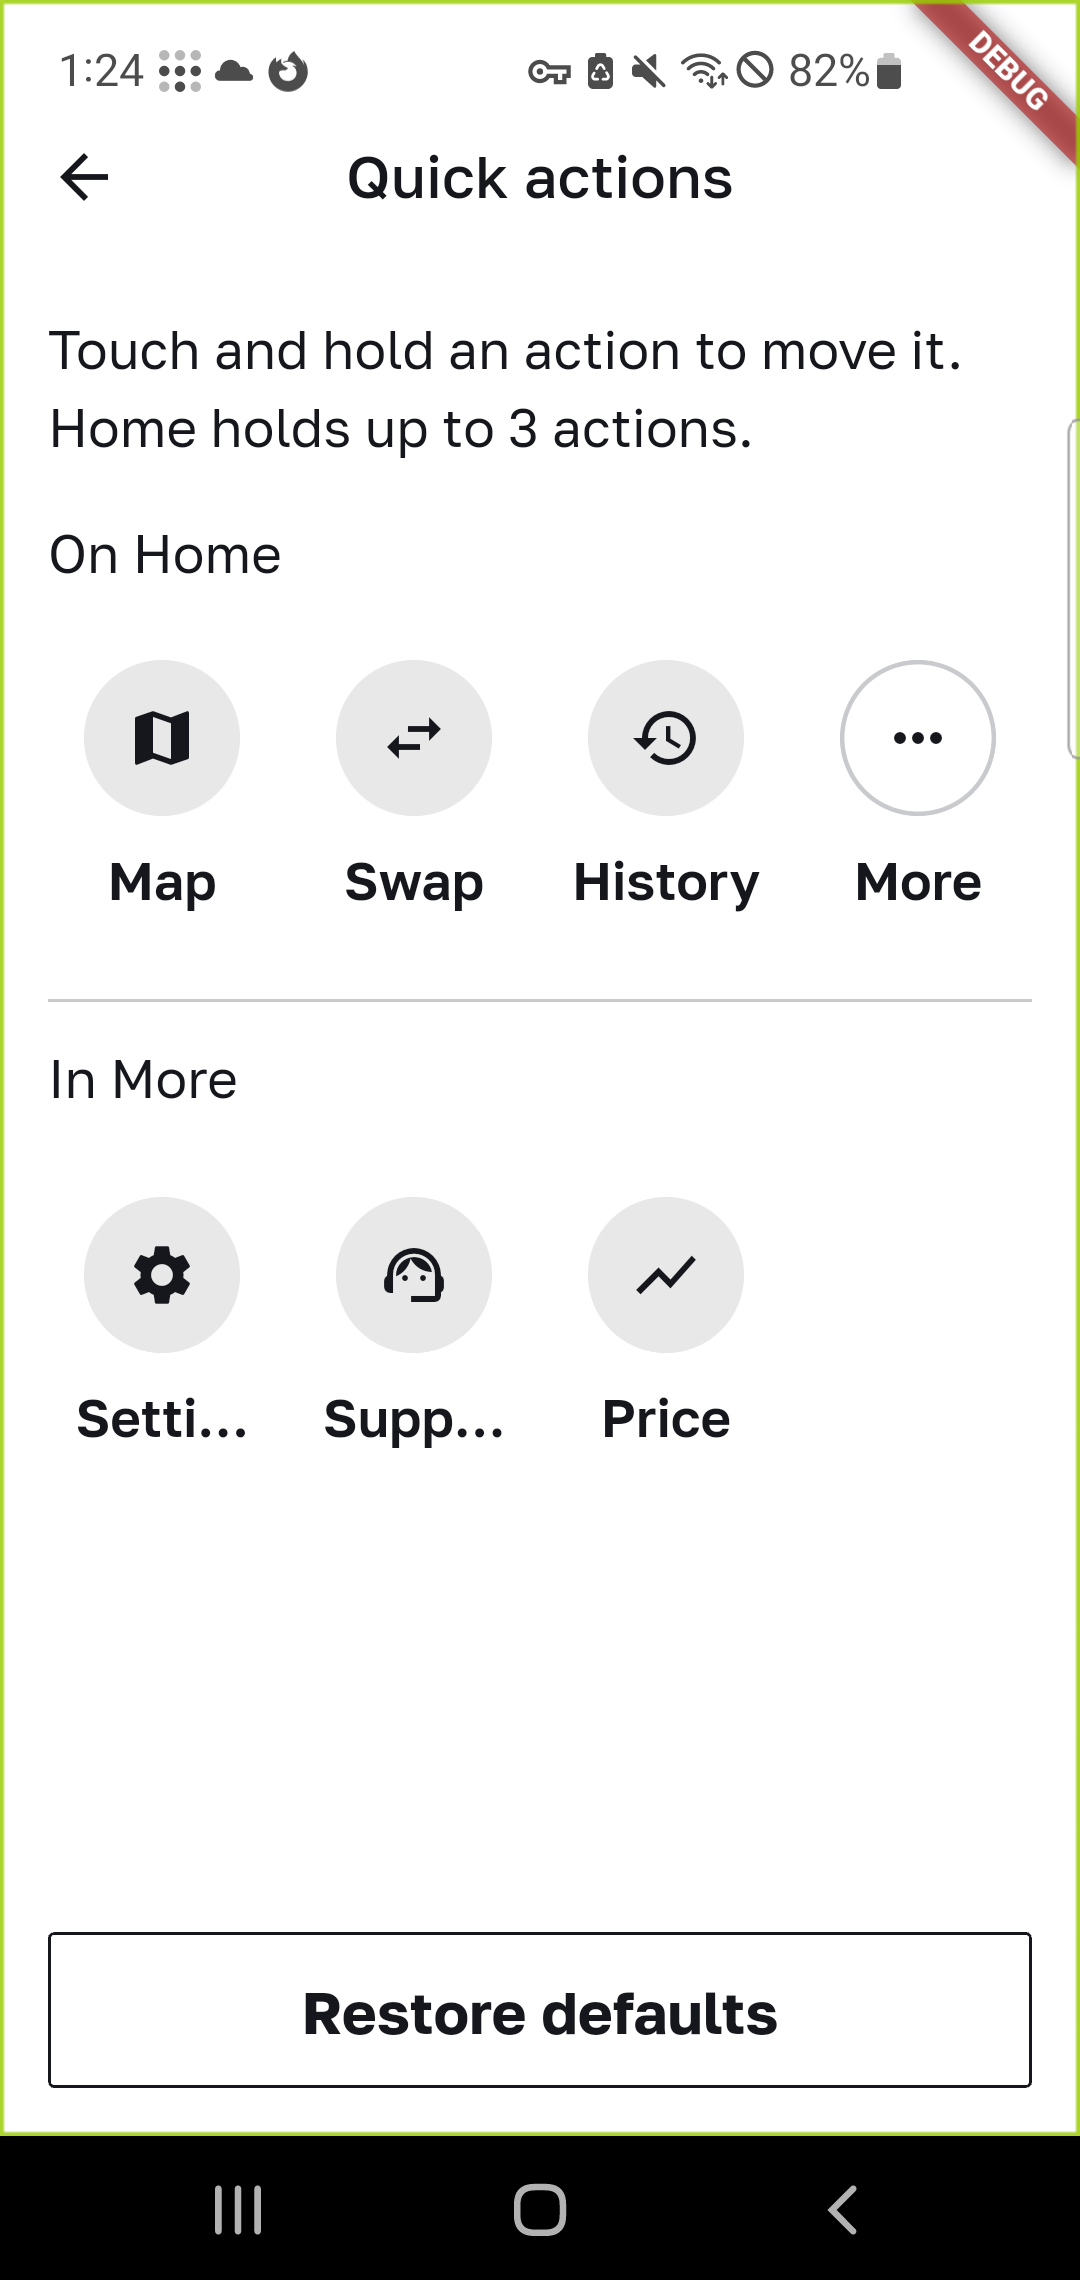 1:24
82%
DEBUG
Quick actions
Touch and hold an action to move it.
Home holds up to 3 actions.
On Home
Map Swap History More
In More
Setti... Supp... Price
Restore defaults